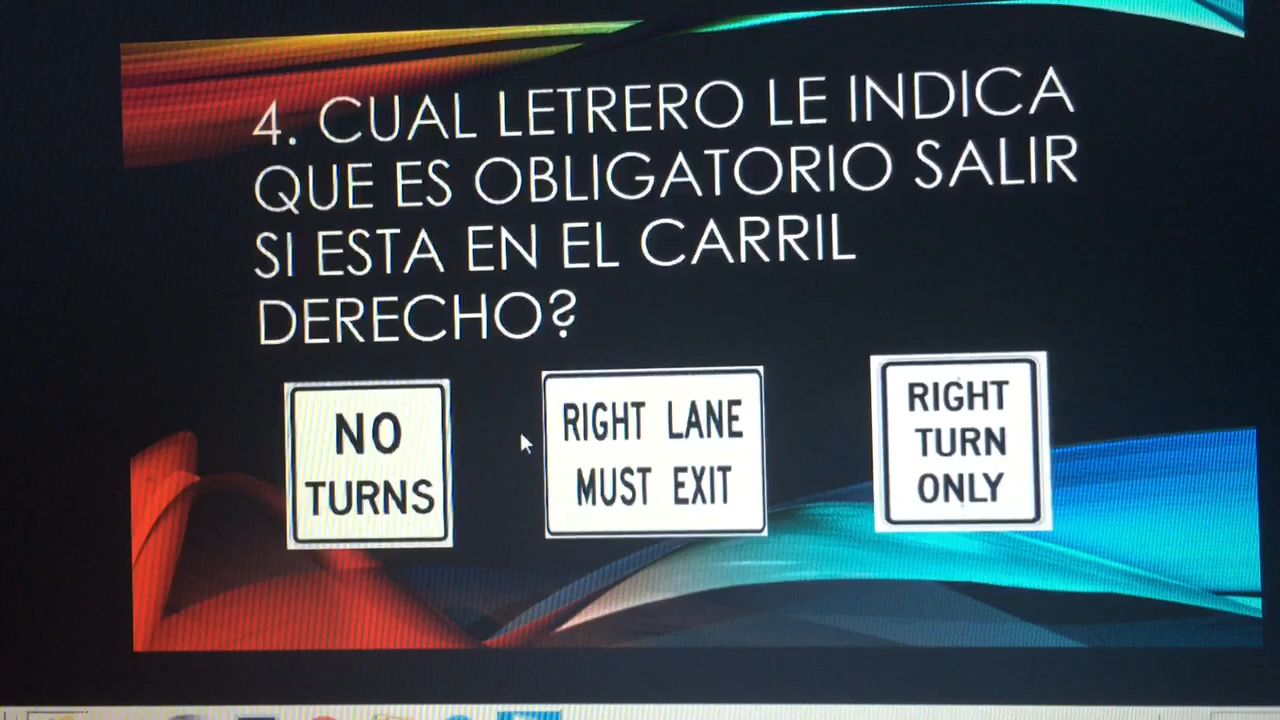 4. CUAL LETRERO LE INDICA
QUE ES OBLIGATORIO SALIR
SI ESTA EN EL CARRIL
DERECHO?
NO
TURNS
RIGHT LANE
MUST EXIT
RIGHT
TURN
ONLY